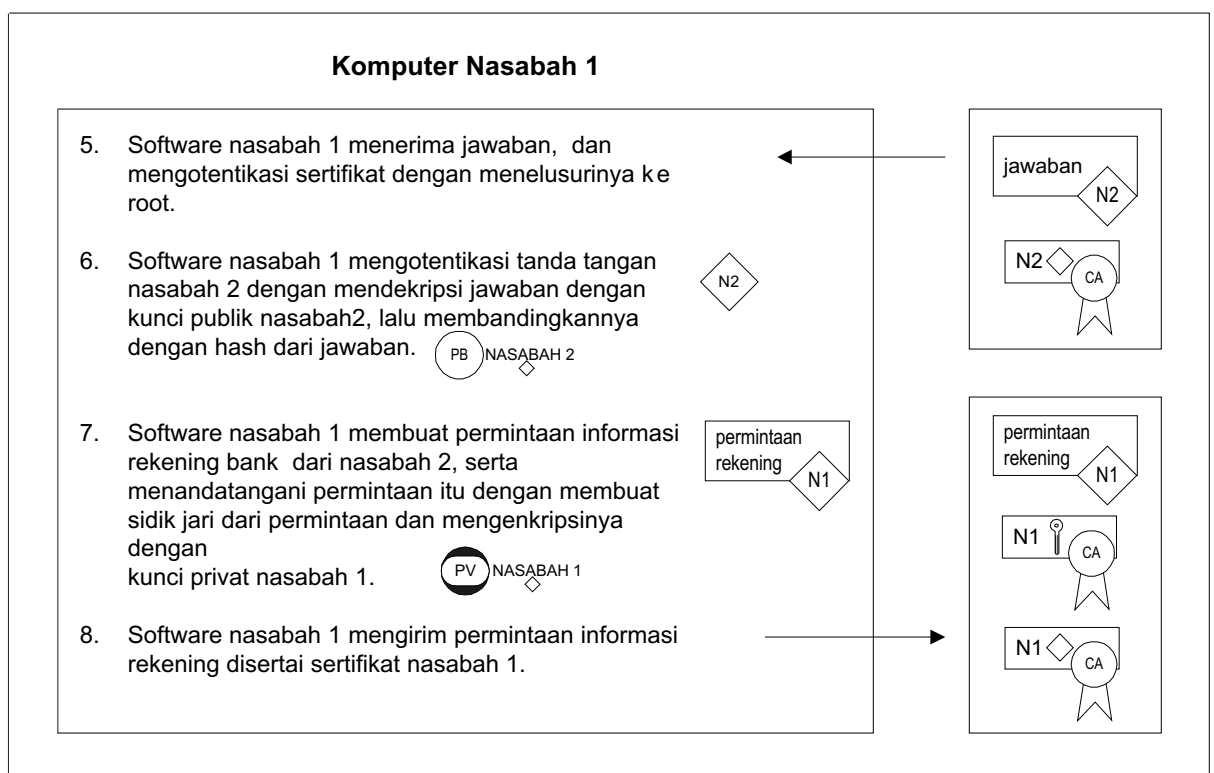 Komputer Nasabah 1
5. Software nasabah 1 menerima jawaban, dan
mengotentikasi sertifikat dengan menelusurinya ke
root.
jawaban
N2
N2
CA
6. Software nasabah 1 mengotentikasi tanda tangan
nasabah 2 dengan mendekripsi jawaban dengan
kunci publik nasabah2, lalu membandingkannya
dengan hash dari jawaban.
N2
PB NASABAH 2
7. Software nasabah 1 membuat permintaan informasi
rekening bank dari nasabah 2, serta
menandatangani permintaan itu dengan membuat
sidik jari dari permintaan dan mengenkripsinya
dengan
kunci privat nasabah 1.
PV NASABAH 1
permintaan
rekening
N1
8. Software nasabah 1 mengirim permintaan informasi
rekening disertai sertifikat nasabah 1.
permintaan
rekening
N1
N1
CA
N1
CA